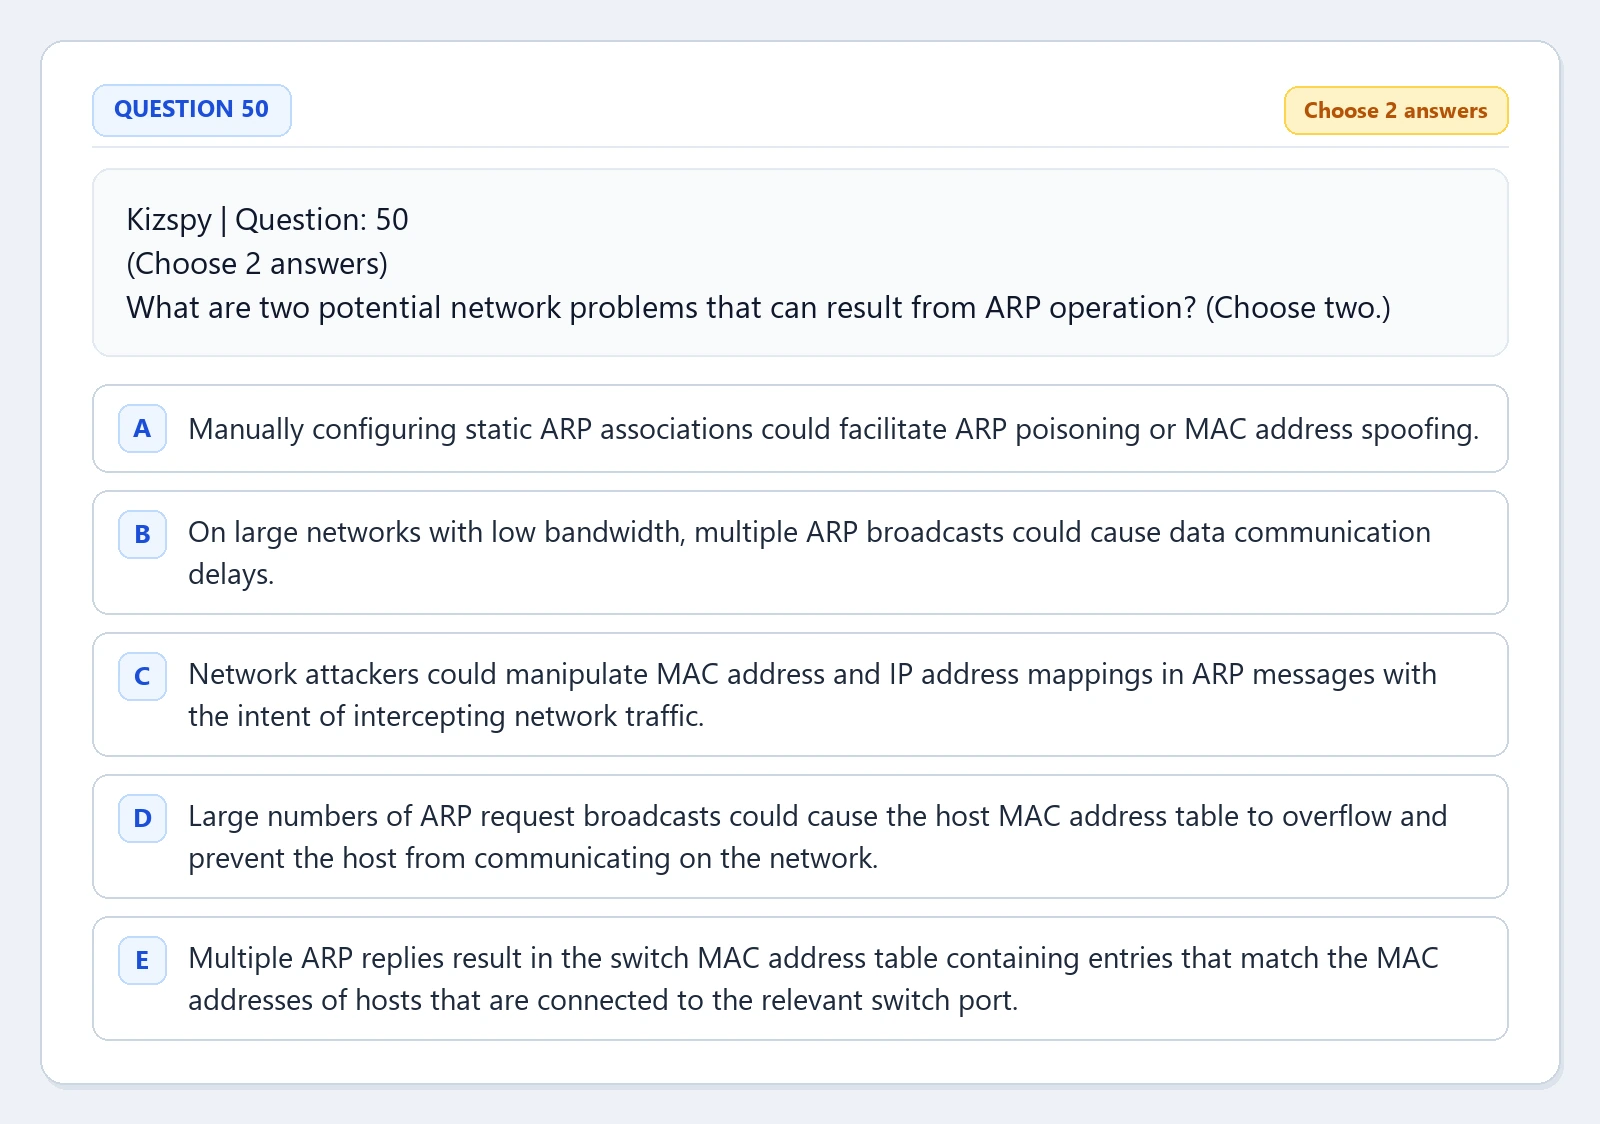 QUESTION 50
Choose 2 answers
Kizspy | Question: 50
(Choose 2 answers)
What are two potential network problems that can result from ARP operation? (Choose two.)
A
Manually configuring static ARP associations could facilitate ARP poisoning or MAC address spoofing.
B
On large networks with low bandwidth, multiple ARP broadcasts could cause data communication
delays.
C
Network attackers could manipulate MAC address and IP address mappings in ARP messages with
the intent of intercepting network traffic.
D
Large numbers of ARP request broadcasts could cause the host MAC address table to overflow and
prevent the host from communicating on the network.
E
Multiple ARP replies result in the switch MAC address table containing entries that match the MAC
addresses of hosts that are connected to the relevant switch port.